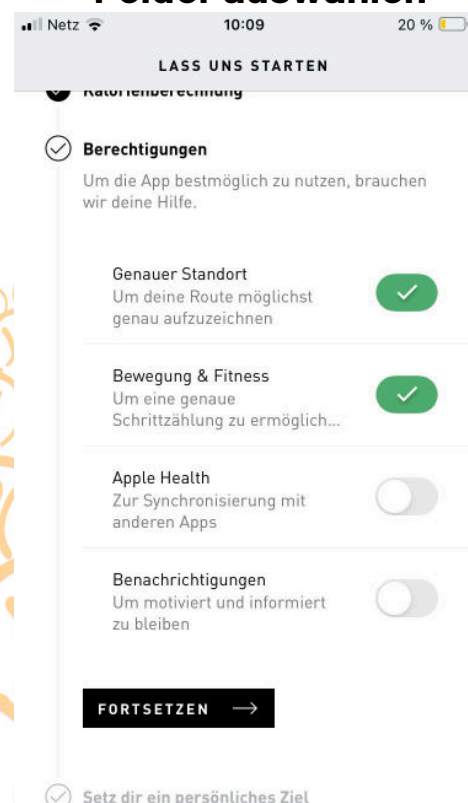 Felder auswählen
Netz 10:09 20 %
LASS UNS STARTEN
Kalorienberechnung
Berechtigungen
Um die App bestmöglich zu nutzen, brauchen
wir deine Hilfe.
Genauer Standort
Um deine Route möglichst
genau aufzuzeichnen
Bewegung & Fitness
Um eine genaue
Schrittzählung zu ermöglich...
Apple Health
Zur Synchronisierung mit
anderen Apps
Benachrichtigungen
Um motiviert und informiert
zu bleiben
FORTSETZEN →
Setz dir ein persönliches Ziel